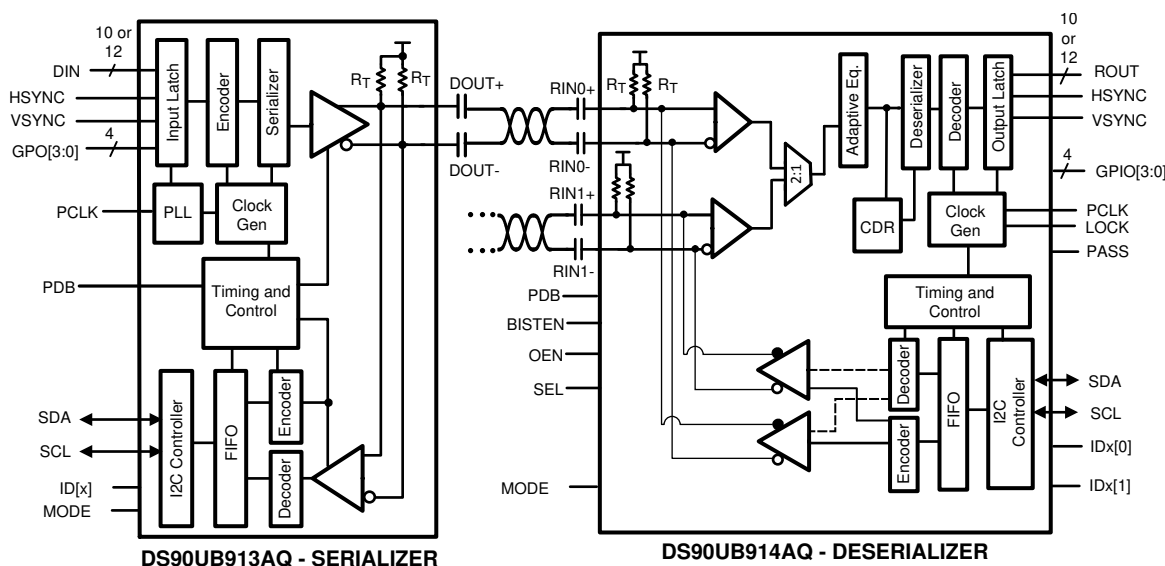 10 or
12
DIN
HSYNC
VSYNC
4
GPO[3:0]
PCLK
PDB
SDA
SCL
ID[x]
MODE
Input Latch
Encoder
Serializer
PLL
Clock
Gen
Timing and
Control
I2C Controller
FIFO
Encoder
Decoder
RT
RT
DOUT+
DOUT-
DS90UB913AQ - SERIALIZER
RIN0+
RIN0-
RIN1+
RIN1-
PDB
BISTEN
OEN
SEL
MODE
RT
RT
2:1
Adaptive Eq.
CDR
Deserializer
Decoder
Output Latch
Clock
Gen
Timing and
Control
Decoder
Encoder
FIFO
I2C
Controller
10
or
12
ROUT
HSYNC
VSYNC
4
GPIO[3:0]
PCLK
LOCK
PASS
SDA
SCL
IDx[0]
IDx[1]
DS90UB914AQ - DESERIALIZER